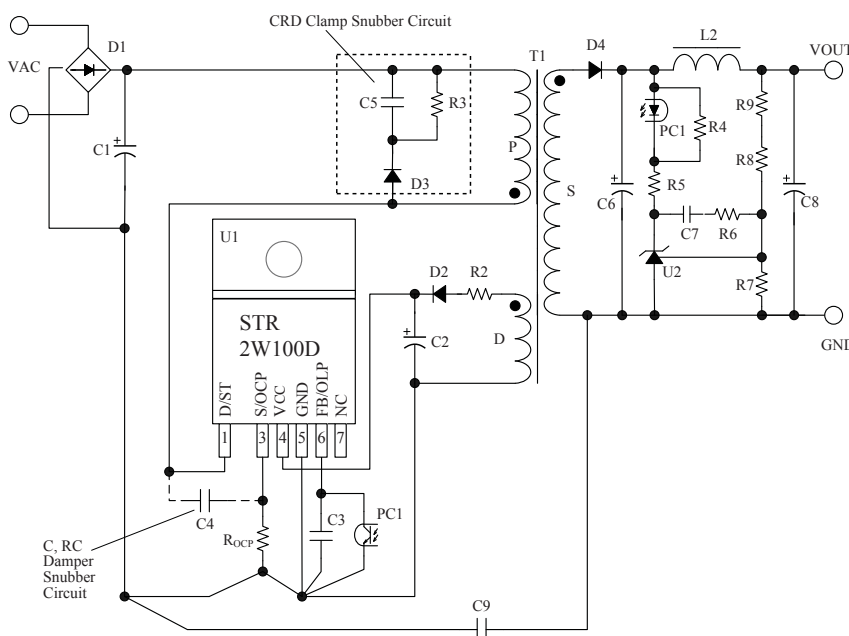 CRD Clamp Snubber Circuit
VAC
D1
C1
C5
R3
D3
T1
P
S
D4
L2
VOUT
PC1
R4
R9
R8
R5
C6
C7
R6
C8
U2
R7
GND
U1
STR
2W100D
D2
R2
C2
D
D/ST
S/OCP
VCC
GND
FB/OLP
NC
1
3
4
5
6
7
C4
ROCP
C3
PC1
C, RC
Damper
Snubber
Circuit
C9